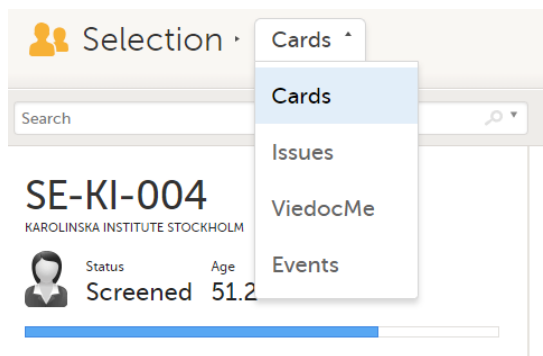 Selection
Cards
Cards
Search
Issues
SE-KI-004
ViedocMe
KAROLINSKA INSTITUTE STOCKHOLM
Status Age
Events
Screened 51.2